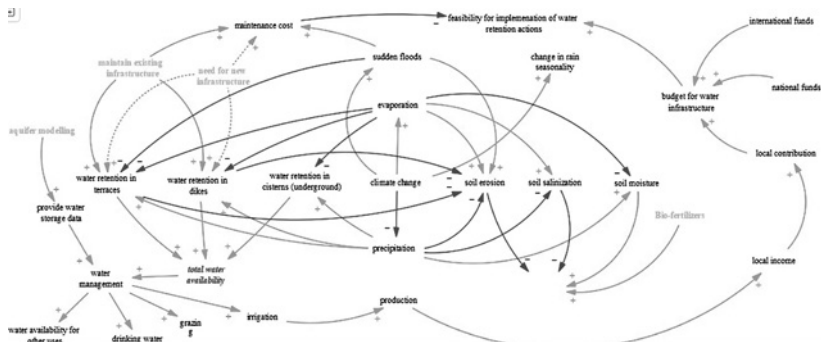 maintenance cost
feasibility for implemenation of water
retention actions
international funds
maintain existing
infrastructure
need for new
infrastructure
sudden floods
change in rain
seasonality
national funds
budget for water
infrastructure
evaporation
aquifer modelling
local contribution
water retention in
terraces
water retention in
dikes
water retention in
cisterns (underground)
climate change
soil erosion
soil salinization
soil moisture
provide water
storage data
Bio-fertilizers
precipitation
local income
water
management
total water
availability
production
irrigation
grazin
g
water availability for
other uses
drinking water